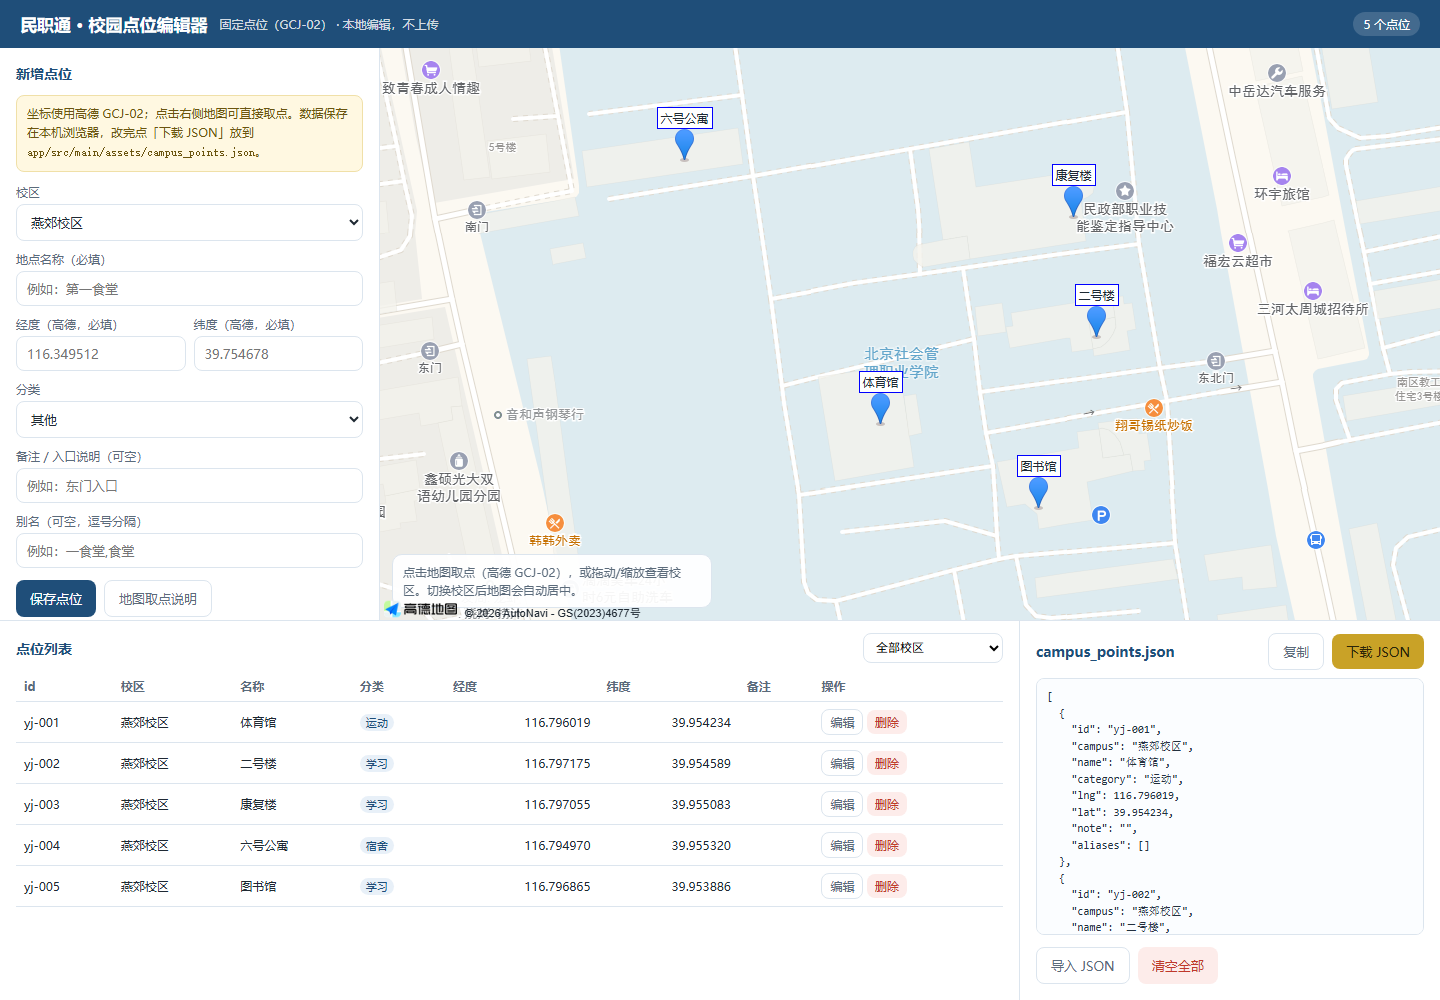 民职通 • 校园点位编辑器 固定点位（GCJ-02）· 本地编辑，不上传
5 个点位
新增点位
坐标使用高德 GCJ-02；点击右侧地图可直接取点。数据保存
在本机浏览器，改完点「下载 JSON」放到
app/src/main/assets/campus_points.json。
校区
燕郊校区
地点名称（必填）
例如：第一食堂
经度（高德，必填） 纬度（高德，必填）
116.349512 39.754678
分类
其他
备注 / 入口说明（可空）
例如：东门入口
别名（可空，逗号分隔）
例如：一食堂,食堂
保存点位 地图取点说明
致青春成人情趣
5号楼
南门
东门
音和声钢琴行
鑫硕光大双
语幼儿园分园
园
韩韩外卖
六号公寓
康复楼
民政部职业技
能鉴定指导中心
二号楼
北京社会管
理职业学院
体育馆
图书馆
P
东北门
翔哥锡纸炒饭
中岳达汽车服务
环宇旅馆
福宏云超市
三河太周城招待所
南区教工
住宅3号楼
点击地图取点（高德 GCJ-02），或拖动/缩放查看校
区。切换校区后地图会自动居中。
高德地图 © 2026 AutoNavi - GS(2023)4677号
点位列表
全部校区
id 校区 名称 分类 经度 纬度 备注 操作
yj-001 燕郊校区 体育馆 运动 116.796019 39.954234 编辑 删除
yj-002 燕郊校区 二号楼 学习 116.797175 39.954589 编辑 删除
yj-003 燕郊校区 康复楼 学习 116.797055 39.955083 编辑 删除
yj-004 燕郊校区 六号公寓 宿舍 116.794970 39.955320 编辑 删除
yj-005 燕郊校区 图书馆 学习 116.796865 39.953886 编辑 删除
campus_points.json
复制 下载 JSON
[
{
"id": "yj-001",
"campus": "燕郊校区",
"name": "体育馆",
"category": "运动",
"lng": 116.796019,
"lat": 39.954234,
"note": "",
"aliases": []
},
{
"id": "yj-002",
"campus": "燕郊校区",
"name": "二号楼",
导入 JSON 清空全部